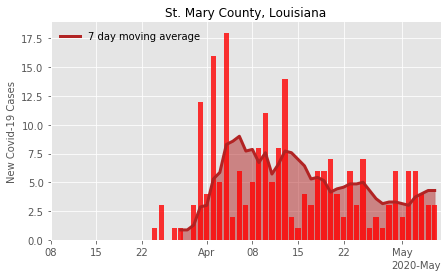 St. Mary County, Louisiana
7 day moving average
New Covid-19 Cases
17.5
15.0
12.5
10.0
7.5
5.0
2.5
0.0
08
15
22
Apr
08
15
22
May
2020-May